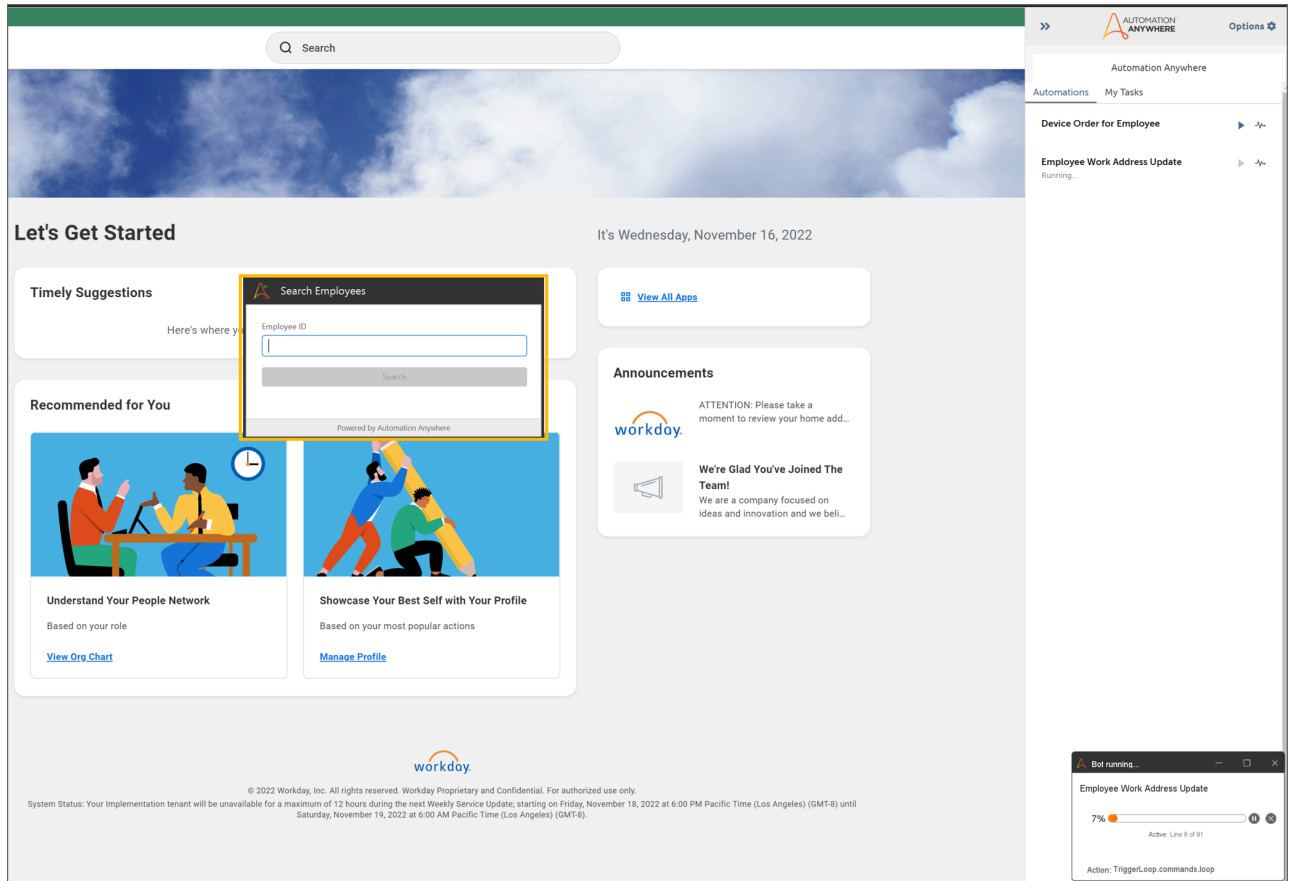 Search
AUTOMATION
ANYWHERE
Options
Automation Anywhere
Automations
My Tasks
Device Order for Employee
Employee Work Address Update
Running...
Let's Get Started
It's Wednesday, November 16, 2022
Timely Suggestions
Here's where y
Search Employees
Employee ID
Search
Powered by Automation Anywhere
View All Apps
Recommended for You
Understand Your People Network
Based on your role
View Org Chart
Showcase Your Best Self with Your Profile
Based on your most popular actions
Manage Profile
Announcements
workday.
ATTENTION: Please take a
moment to review your home add...
We're Glad You've Joined The
Team!
We are a company focused on
ideas and innovation and we beli...
workday.
© 2022 Workday, Inc. All rights reserved. Workday Proprietary and Confidential. For authorized use only.
System Status: Your Implementation tenant will be unavailable for a maximum of 12 hours during the next Weekly Service Update; starting on Friday, November 18, 2022 at 6:00 PM Pacific Time (Los Angeles) (GMT-8) until
Saturday, November 19, 2022 at 6:00 AM Pacific Time (Los Angeles) (GMT-8).
Bot running...
Employee Work Address Update
7%
Active: Line 8 of 91
Action: TriggerLoop.commands.loop